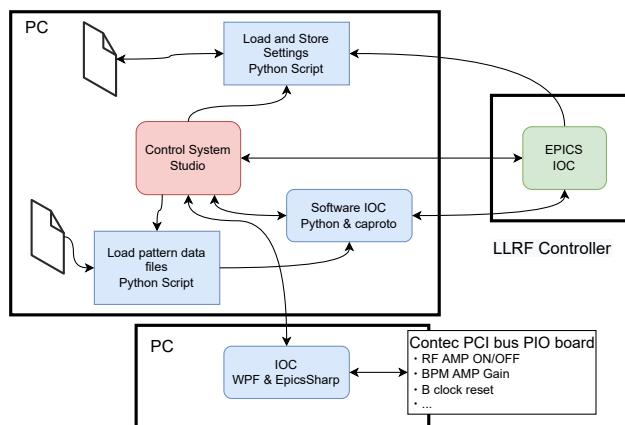 PC
Load and Store
Settings
Python Script
Control System
Studio
EPICS
IOC
Software IOC
Python & caproto
LLRF Controller
Load pattern data
files
Python Script
PC
IOC
WPF & EpicsSharp
Contec PCI bus PIO board
・RF AMP ON/OFF
・BPM AMP Gain
・B clock reset
・...